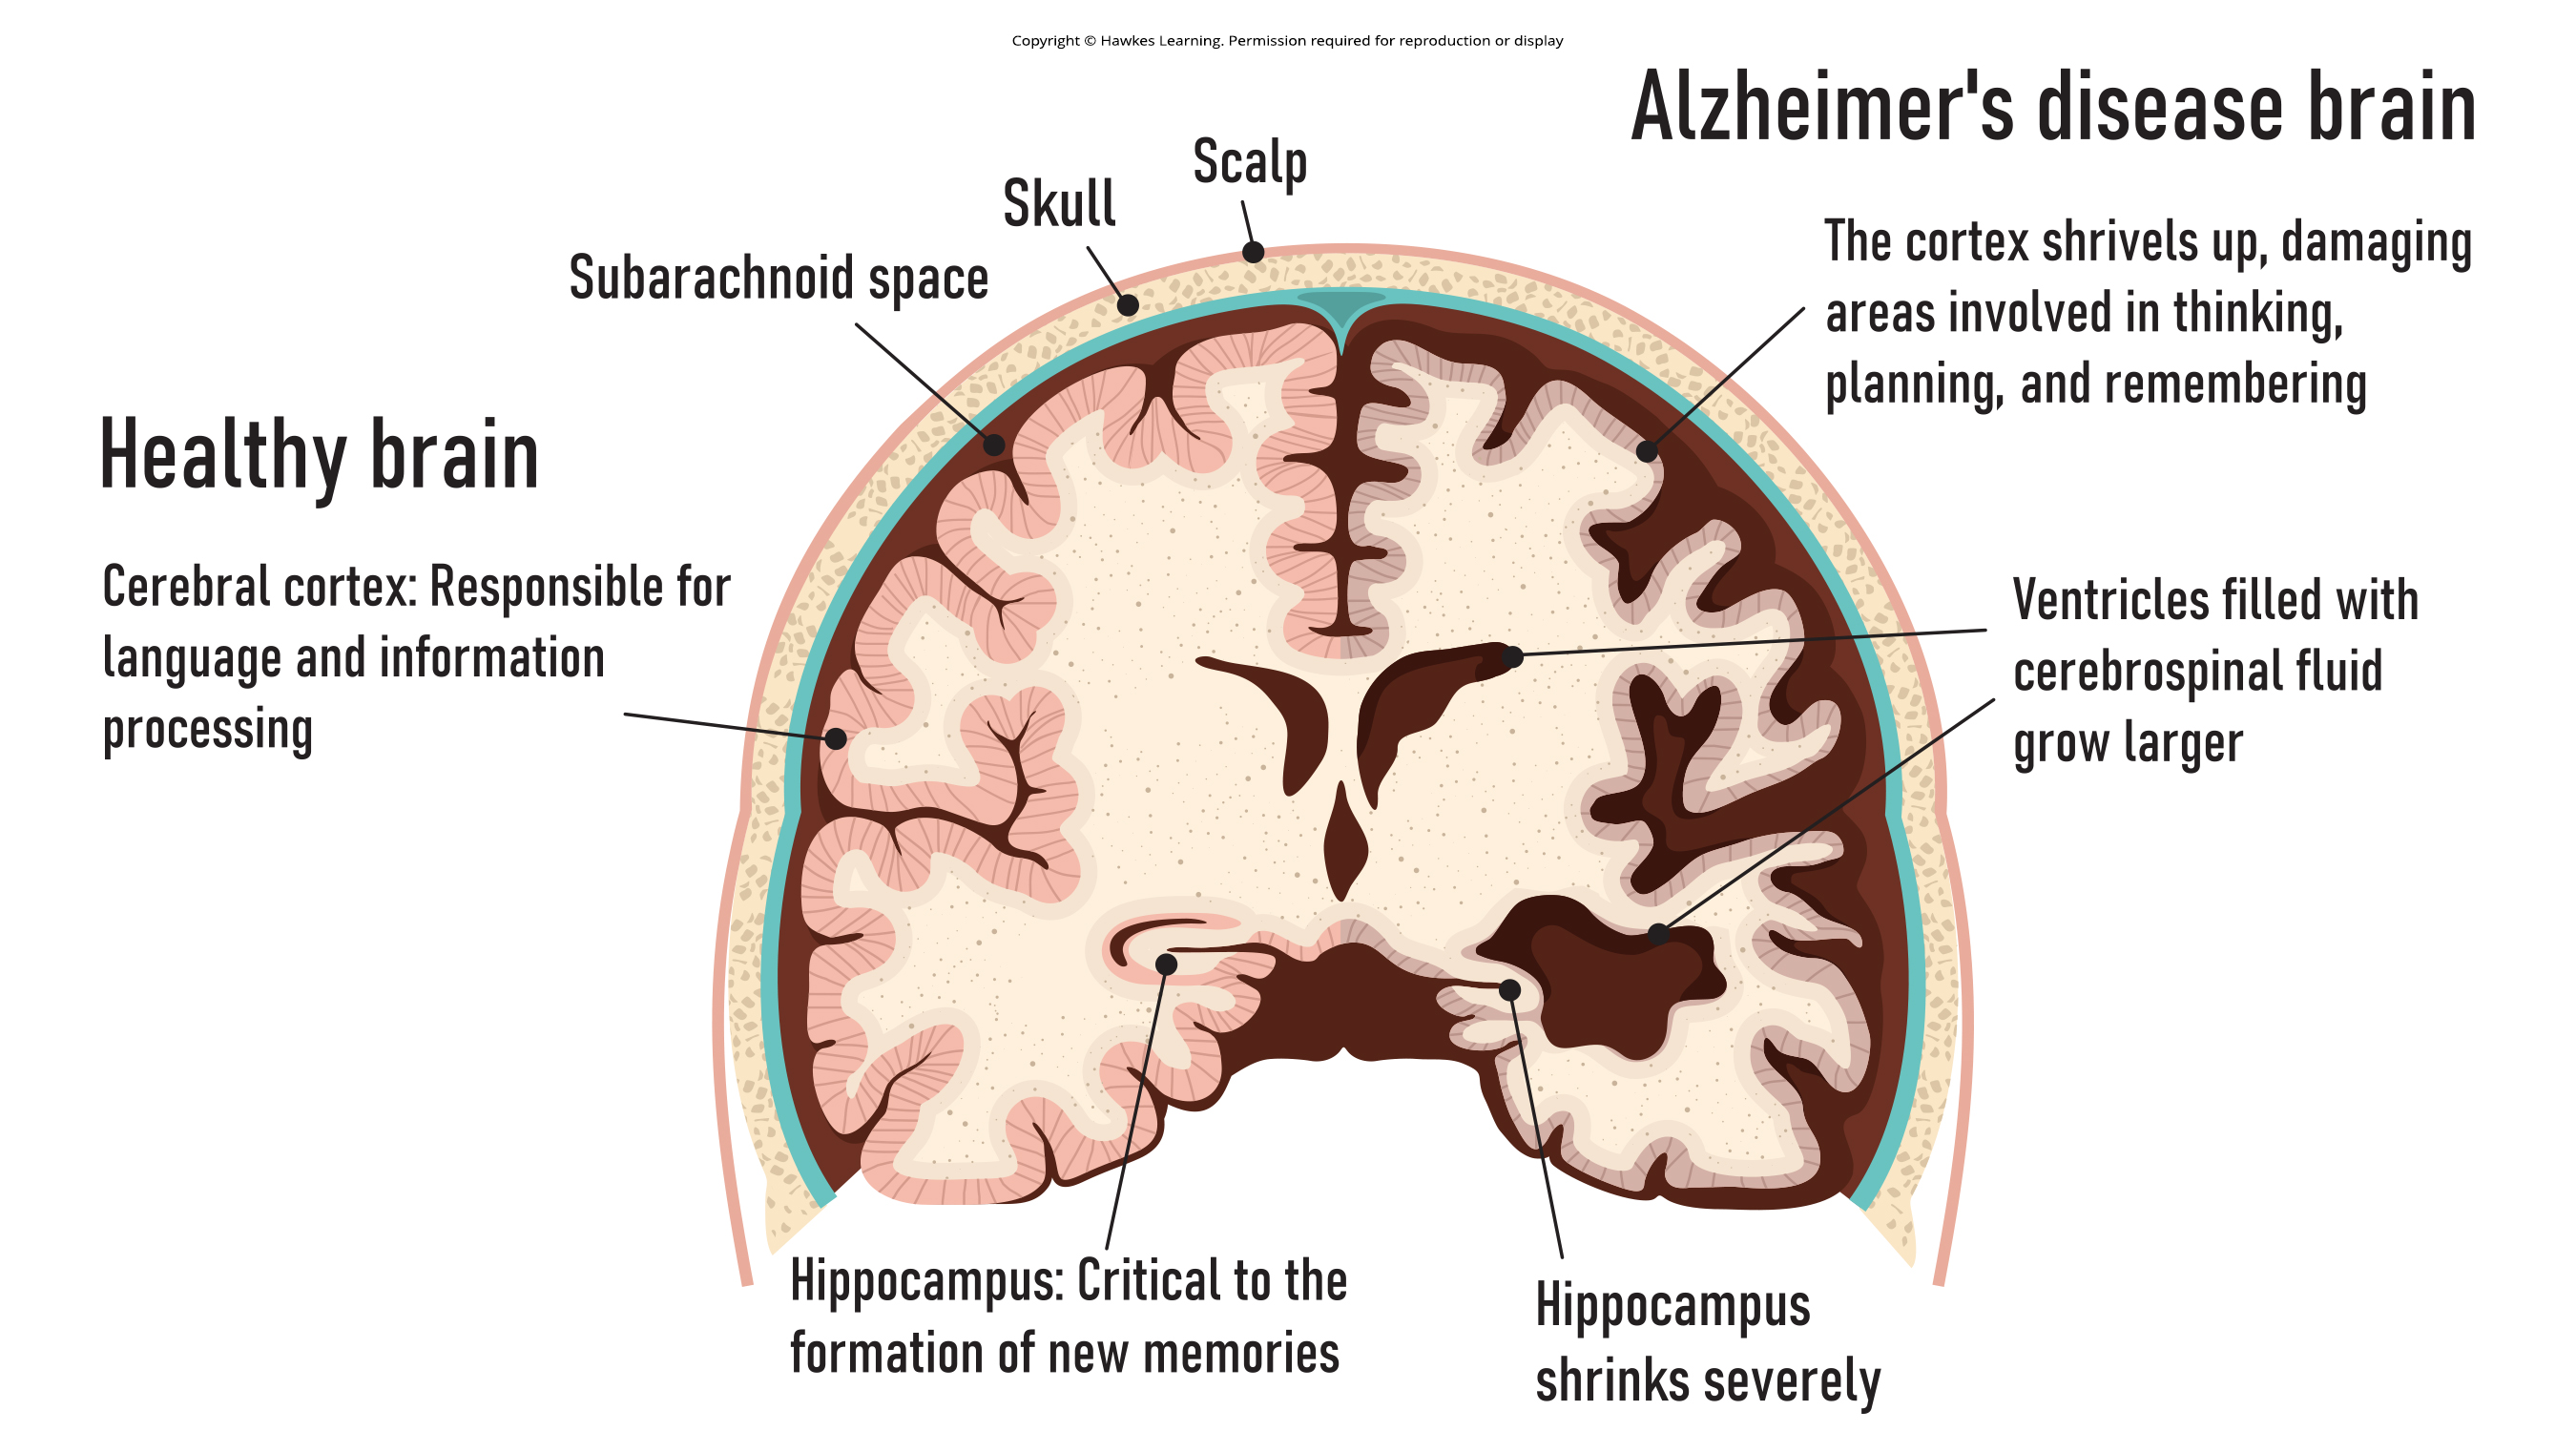 Copyright © Hawkes Learning. Permission required for reproduction or display
Alzheimer's disease brain
Scalp
Skull
Subarachnoid space
The cortex shrivels up, damaging
areas involved in thinking,
planning, and remembering
Healthy brain
Cerebral cortex: Responsible for
language and information
processing
Ventricles filled with
cerebrospinal fluid
grow larger
Hippocampus: Critical to the
formation of new memories
Hippocampus
shrinks severely